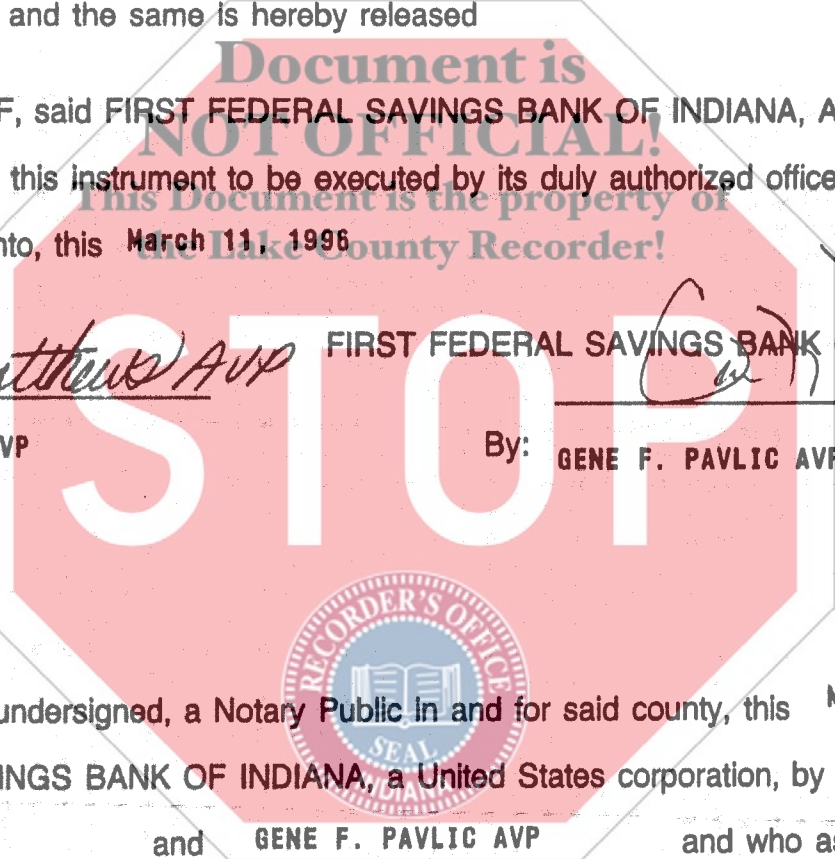 and the same is hereby released
Document is
F, said FIRST FEDERAL SAVINGS BANK OF INDIANA, A
NOT OFFICIAL!
this instrument to be executed by its duly authorized office
This Document is the property of
nto, this March 11, 1996
the Lake County Recorder!
STOP
atthews AVP
FIRST FEDERAL SAVINGS BANK
VP
By: GENE F. PAVLIC AVP
RECORDER'S OFFICE
SEAL
INDIANA
undersigned, a Notary Public in and for said county, this M
INGS BANK OF INDIANA, a United States corporation, by
and GENE F. PAVLIC AVP and who as